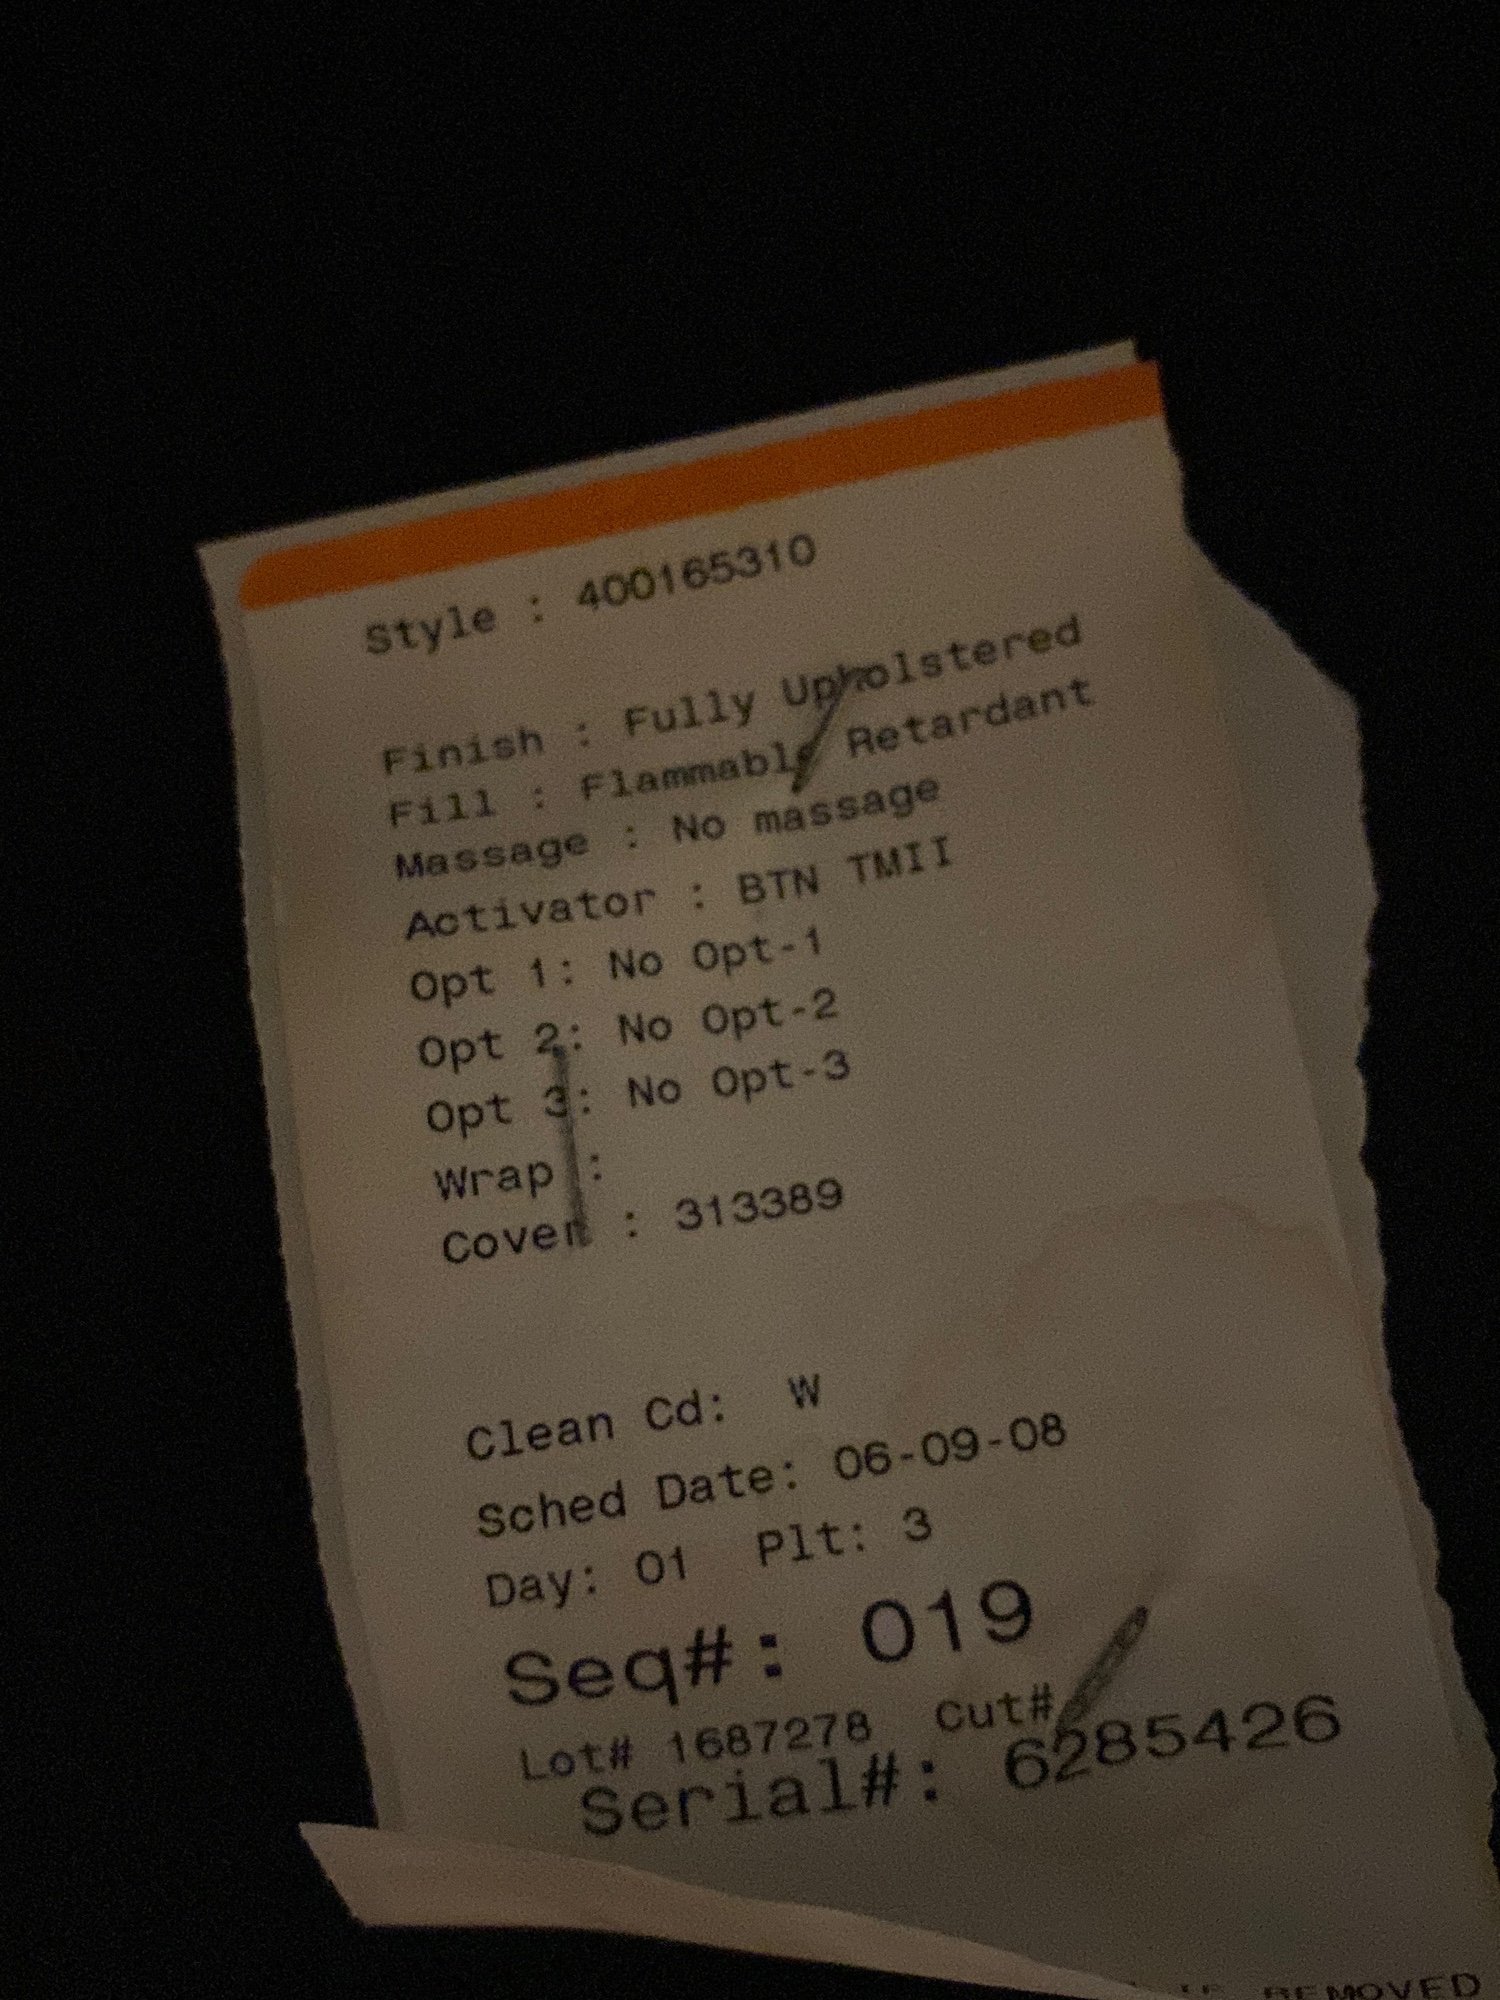 Style : 400165310
Finish : Fully Upholstered
Fill : Flammable Retardant
Massage : No massage
Activator : BTN TMII
Opt 1: No Opt-1
Opt 2: No Opt-2
Opt 3: No Opt-3
Wrap :
Cover : 313389
Clean Cd: W
Sched Date: 06-09-08
Day: 01 Plt: 3
Seq#: 019
Lot# 1687278 Cut#
Serial#: 6285426
REMOVED